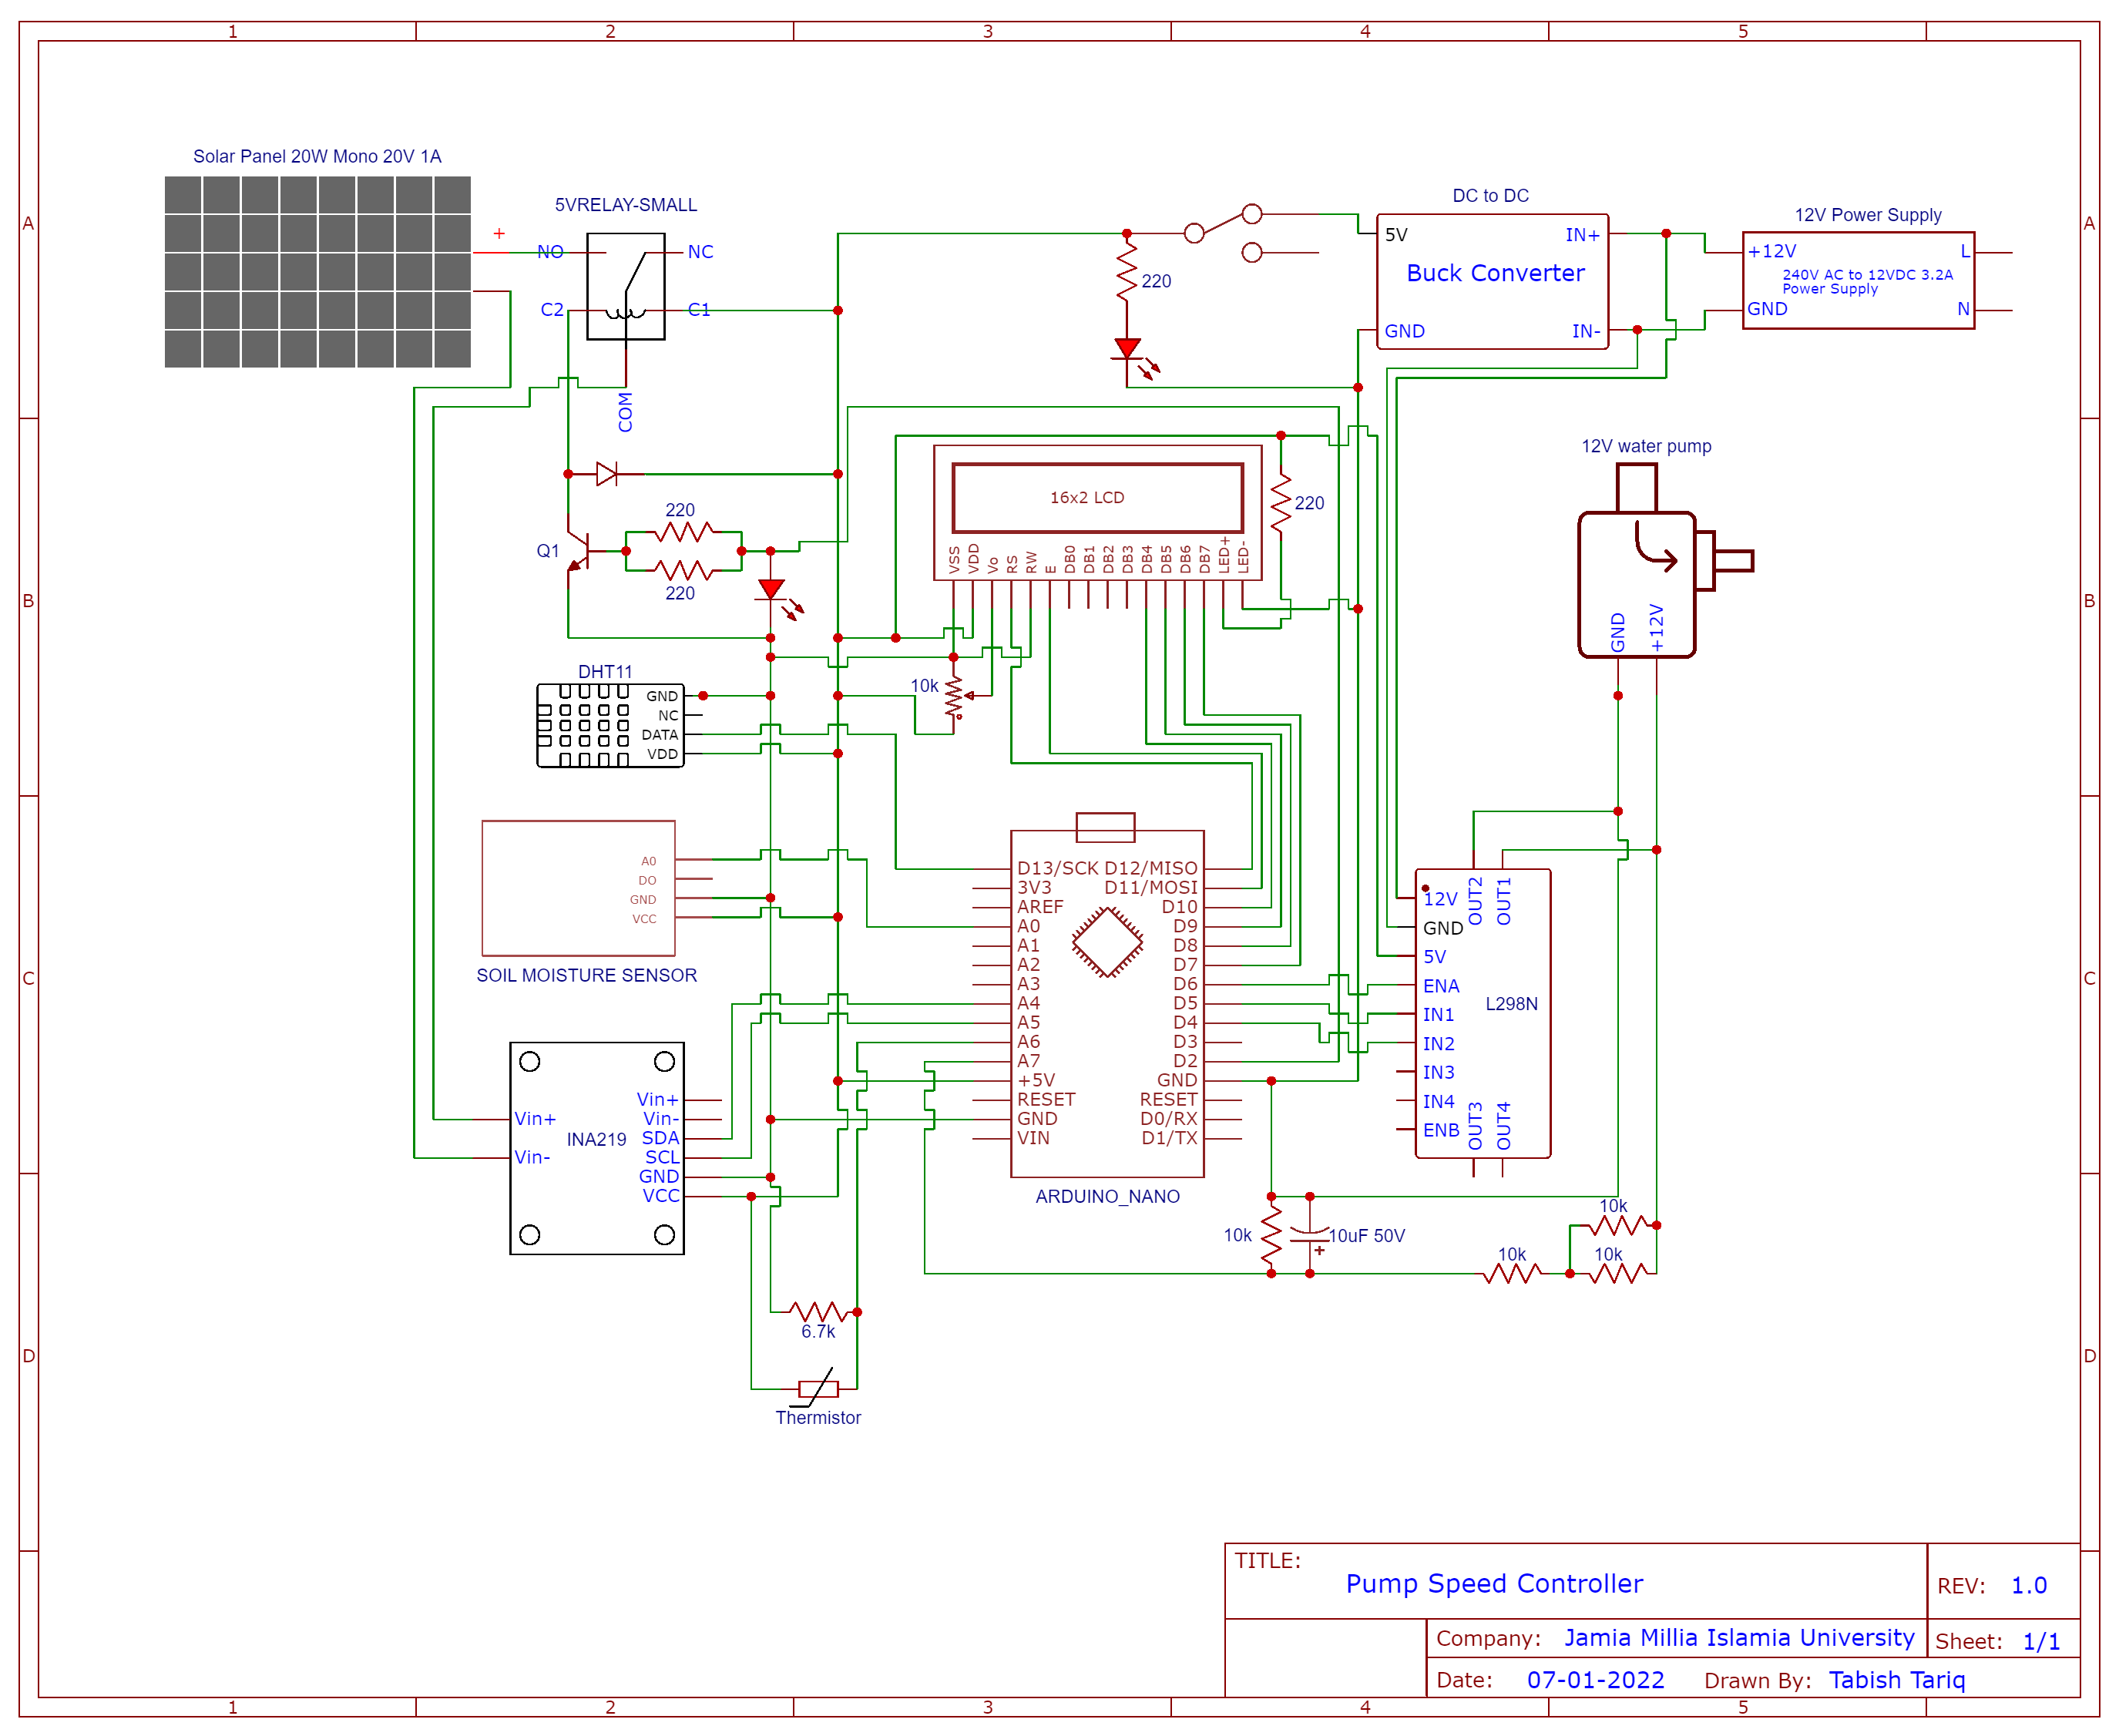 1 2 3 4 5
A A
B B
C C
D D
Solar Panel 20W Mono 20V 1A
+
5VRELAY-SMALL
NO
NC
C2
C1
COM
220
DC to DC
5V
IN+
Buck Converter
GND
IN-
12V Power Supply
+12V
L
240V AC to 12VDC 3.2A
Power Supply
GND
N
12V water pump
GND
+12V
Q1
220
220
16x2 LCD
VSS
VDD
Vo
RS
RW
E
DB0
DB1
DB2
DB3
DB4
DB5
DB6
DB7
LED+
LED-
220
10k
DHT11
GND
NC
DATA
VDD
A0
DO
GND
VCC
SOIL MOISTURE SENSOR
D13/SCK D12/MISO
3V3 D11/MOSI
AREF D10
A0 D9
A1 D8
A2 D7
A3 D6
A4 D5
A5 D4
A6 D3
A7 D2
+5V GND
RESET RESET
GND D0/RX
VIN D1/TX
ARDUINO_NANO
OUT2
OUT1
12V
GND
5V
ENA
IN1
L298N
IN2
IN3
IN4
ENB
OUT3
OUT4
Vin+
Vin-
INA219
Vin+
Vin-
SDA
SCL
GND
VCC
10k
10uF 50V
+
10k
10k
10k
6.7k
Thermistor
TITLE:
Pump Speed Controller
REV: 1.0
Company: Jamia Millia Islamia University
Sheet: 1/1
Date: 07-01-2022
Drawn By: Tabish Tariq
1 2 3 4 5